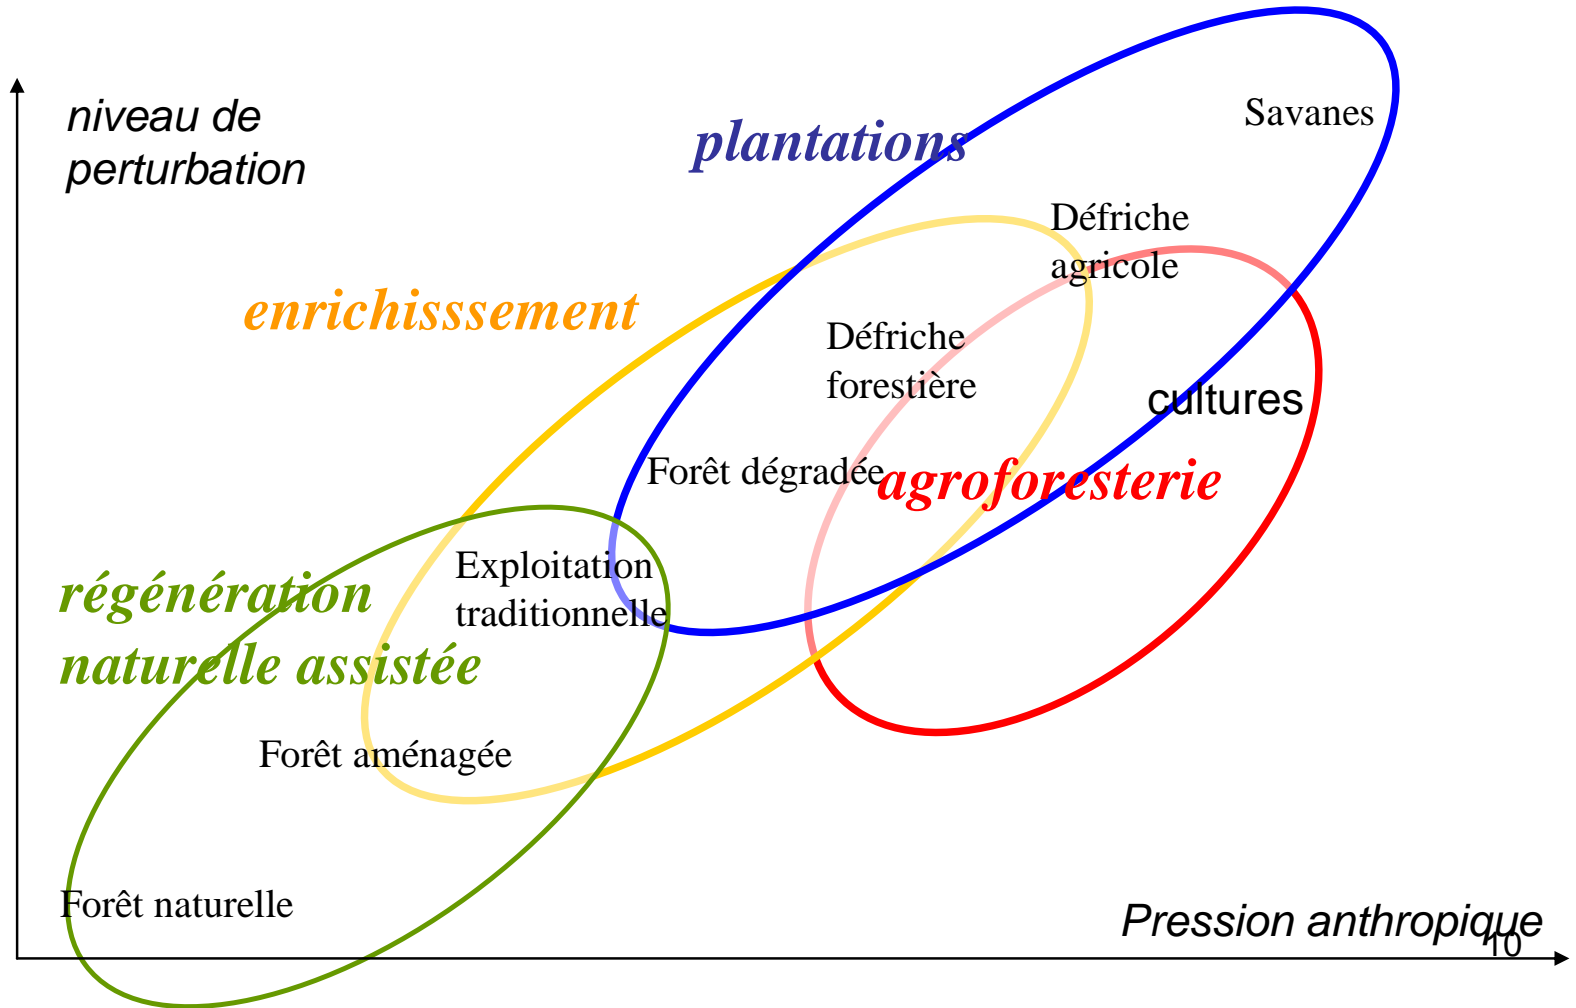 niveau de
perturbation
plantations
Savanes
Défriche
agricole
enrichisssement
Défriche
forestière
cultures
Forêt dégradée
agroforesterie
Exploitation
traditionnelle
régénération
naturelle assistée
Forêt aménagée
Forêt naturelle
Pression anthropique
10